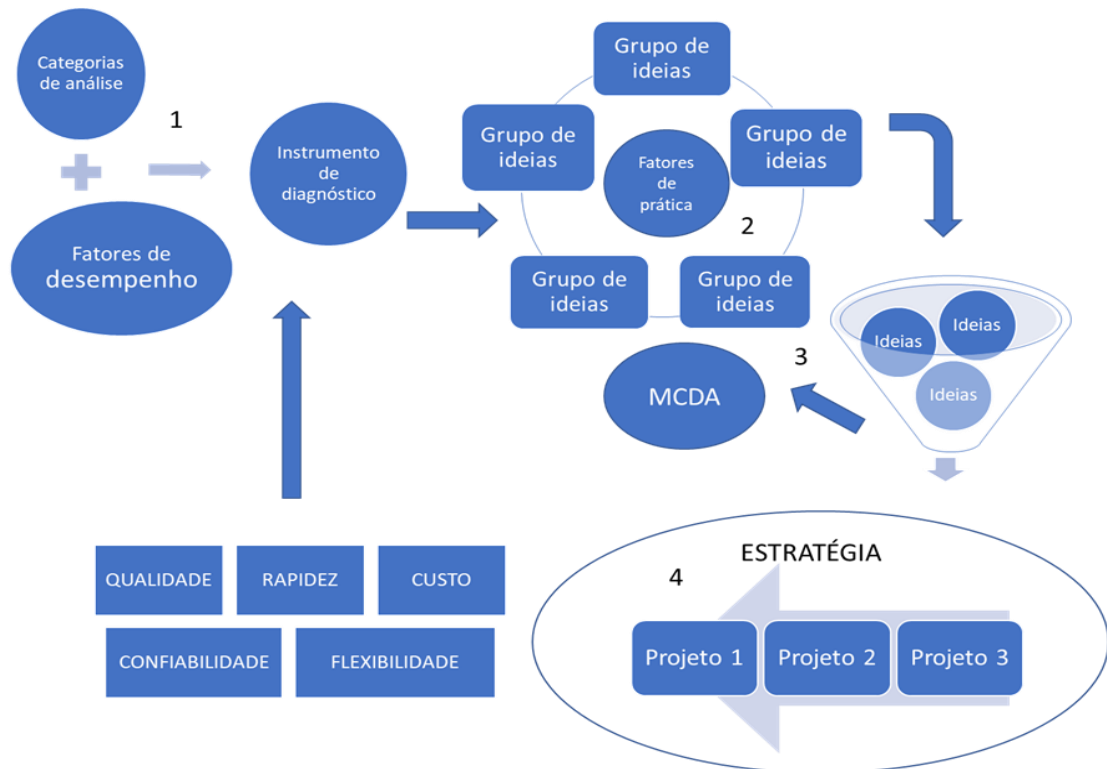 Categorias
de análise
1
Fatores de
desempenho
Instrumento
de
diagnóstico
Grupo de
ideias
Grupo de
ideias
Grupo de
ideias
Fatores
de
prática
2
Grupo de
ideias
Grupo de
ideias
Ideias
Ideias
Ideias
3
MCDA
QUALIDADE
RAPIDEZ
CUSTO
CONFIABILIDADE
FLEXIBILIDADE
ESTRATÉGIA
4
Projeto 1
Projeto 2
Projeto 3